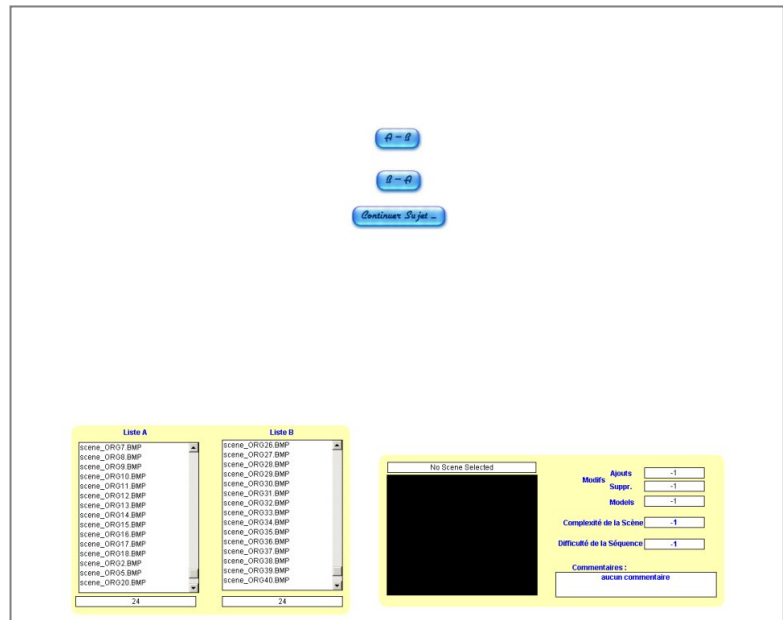 A - B
B - A
Continuer Sujet ...
Liste A
scene_ORG7.BMP
scene_ORG8.BMP
scene_ORG9.BMP
scene_ORG10.BMP
scene_ORG11.BMP
scene_ORG12.BMP
scene_ORG13.BMP
scene_ORG14.BMP
scene_ORG15.BMP
scene_ORG16.BMP
scene_ORG17.BMP
scene_ORG18.BMP
scene_ORG2.BMP
scene_ORG5.BMP
scene_ORG20.BMP
24
Liste B
scene_ORG26.BMP
scene_ORG27.BMP
scene_ORG28.BMP
scene_ORG29.BMP
scene_ORG30.BMP
scene_ORG31.BMP
scene_ORG32.BMP
scene_ORG33.BMP
scene_ORG34.BMP
scene_ORG35.BMP
scene_ORG36.BMP
scene_ORG37.BMP
scene_ORG38.BMP
scene_ORG39.BMP
scene_ORG40.BMP
24
No Scene Selected
Modifs
Ajouts -1
Suppr. -1
Models -1
Complexité de la Scène -1
Difficulté de la Séquence -1
Commentaires :
aucun commentaire